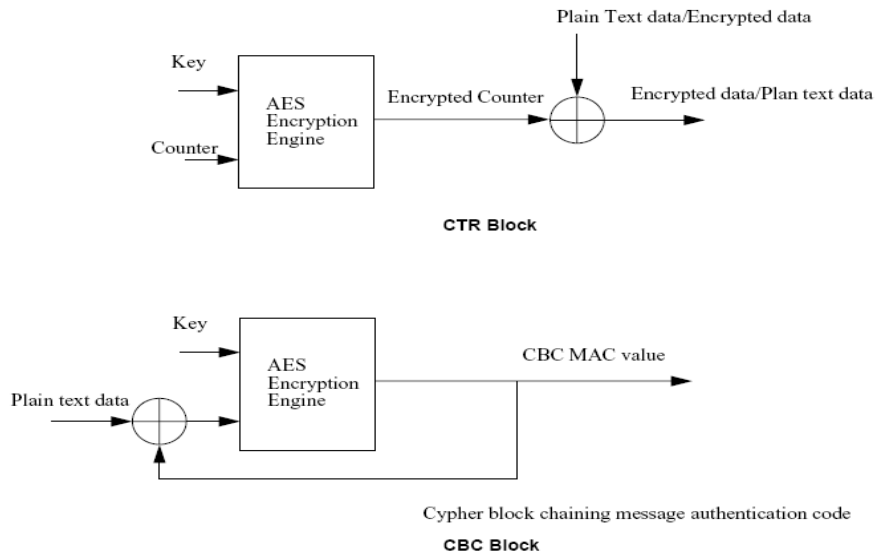 Plain Text data/Encrypted data
Key
AES
Encryption
Engine
Encrypted Counter
Encrypted data/Plan text data
Counter
CTR Block
Key
AES
Encryption
Engine
CBC MAC value
Plain text data
Cypher block chaining message authentication code
CBC Block